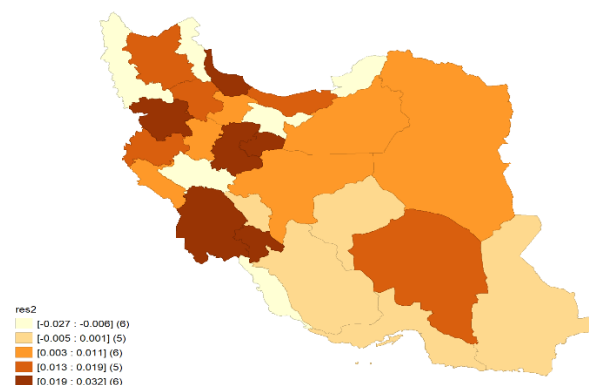 res2
[-0.027 : -0.006] (6)
[-0.005 : 0.001] (5)
[0.003 : 0.011] (6)
[0.013 : 0.019] (5)
[0.019 : 0.032] (6)